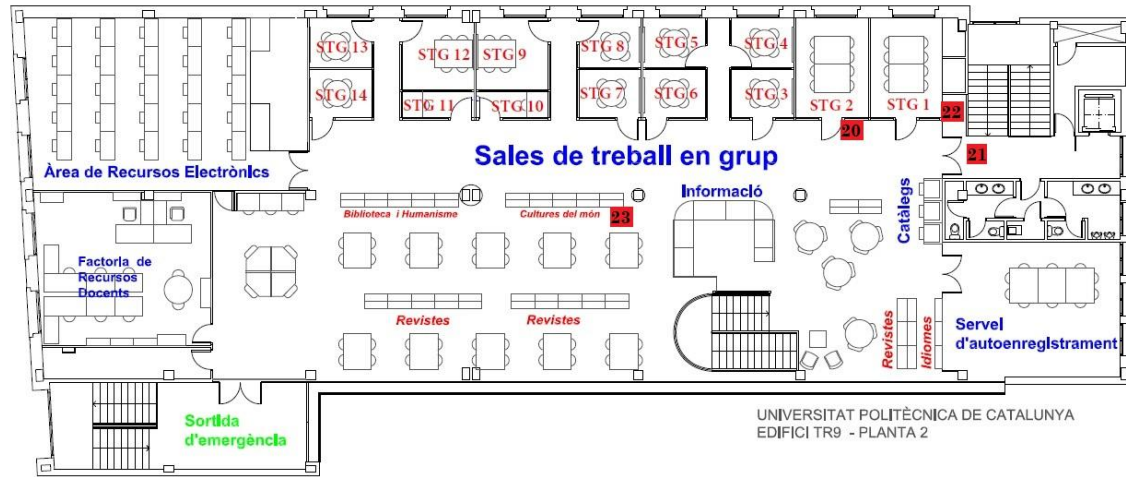 STG 13
STG 12
STG 9
STG 8
STG 5
STG 4
STG 14
STG 11
STG 10
STG 7
STG 6
STG 3
STG 2
STG 1
22
20
21
Sales de treball en grup
Àrea de Recursos Electrònics
Informació
Catàlegs
Biblioteca i Humanisme
Cultures del món
23
Factoria de
Recursos
Docents
Revistes
Revistes
Revistes
Idiomes
Servei
d'autoenregistrament
Sortida
d'emergència
UNIVERSITAT POLITÈCNICA DE CATALUNYA
EDIFICI TR9 - PLANTA 2